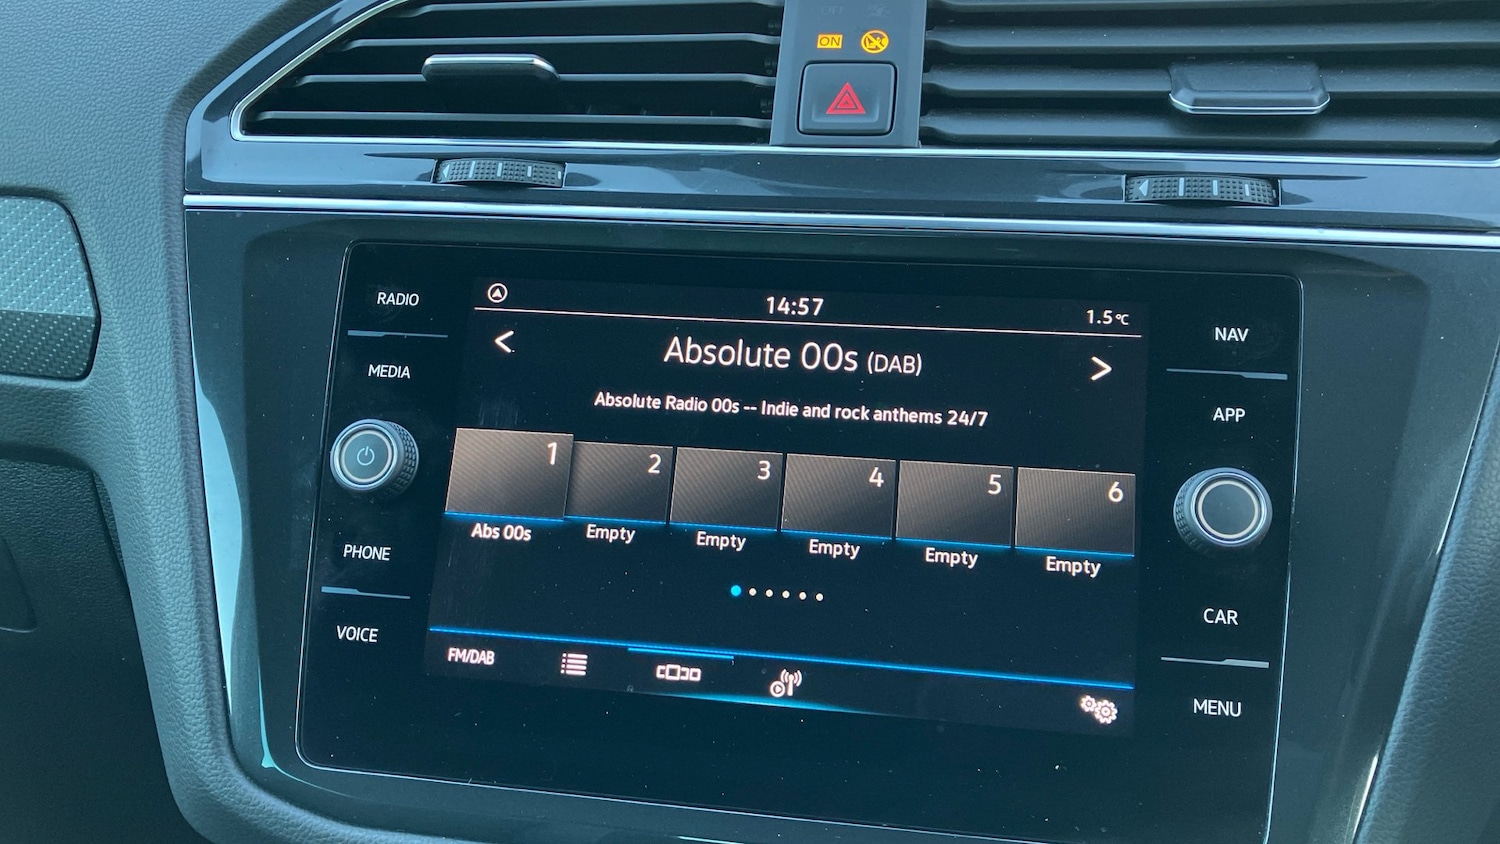 ON
RADIO
MEDIA
PHONE
VOICE
14:57
1.5°C
Absolute 00s (DAB)
Absolute Radio 00s -- Indie and rock anthems 24/7
1
2
3
4
5
6
Abs 00s
Empty
Empty
Empty
Empty
Empty
FM/DAB
NAV
APP
CAR
MENU